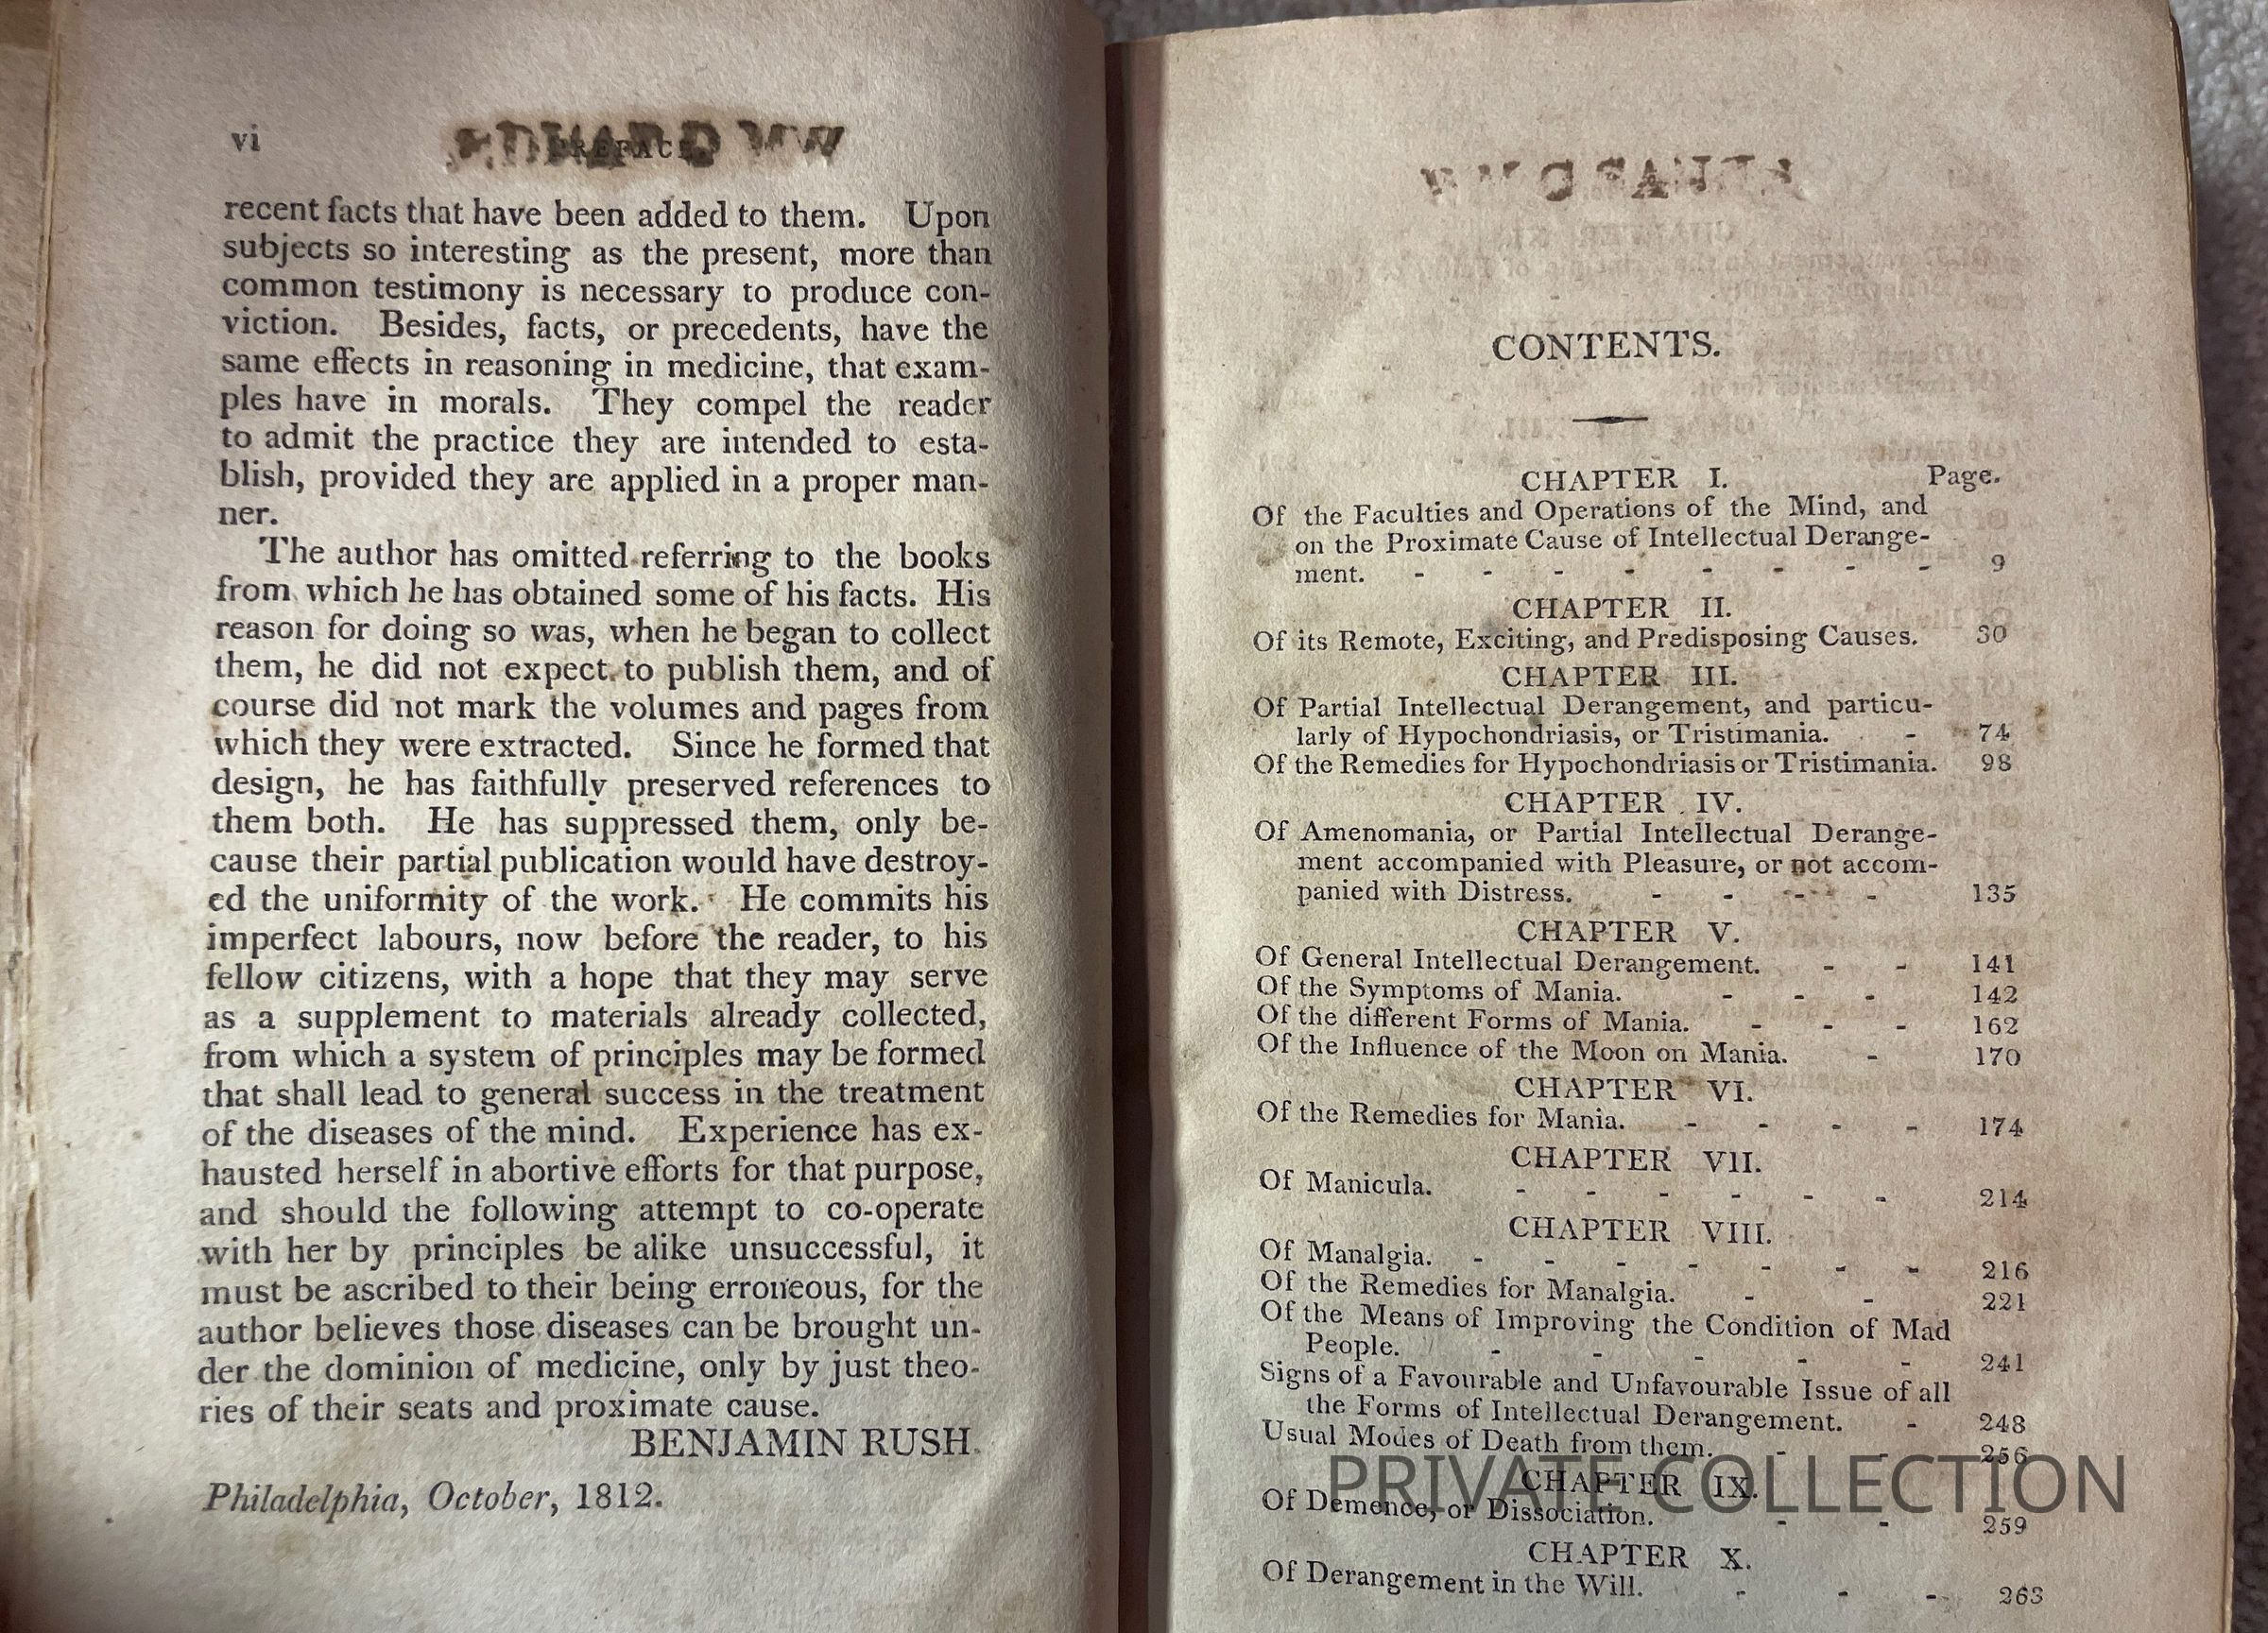 vi
PREFACE.
recent facts that have been added to them. Upon
subjects so interesting as the present, more than
common testimony is necessary to produce con-
viction. Besides, facts, or precedents, have the
same effects in reasoning in medicine, that exam-
ples have in morals. They compel the reader
to admit the practice they are intended to esta-
blish, provided they are applied in a proper man-
ner.
The author has omitted referring to the books
from which he has obtained some of his facts. His
reason for doing so was, when he began to collect
them, he did not expect to publish them, and of
course did not mark the volumes and pages from
which they were extracted. Since he formed that
design, he has faithfully preserved references to
them both. He has suppressed them, only be-
cause their partial publication would have destroy-
ed the uniformity of the work. He commits his
imperfect labours, now before the reader, to his
fellow citizens, with a hope that they may serve
as a supplement to materials already collected,
from which a system of principles may be formed
that shall lead to general success in the treatment
of the diseases of the mind. Experience has ex-
hausted herself in abortive efforts for that purpose,
and should the following attempt to co-operate
with her by principles be alike unsuccessful, it
must be ascribed to their being erroneous, for the
author believes those diseases can be brought un-
der the dominion of medicine, only by just theo-
ries of their seats and proximate cause.
BENJAMIN RUSH.
Philadelphia, October, 1812.
CONTENTS.
CHAPTER I. Page.
Of the Faculties and Operations of the Mind, and
on the Proximate Cause of Intellectual Derange-
ment. - - - - - - - - 9
CHAPTER II.
Of its Remote, Exciting, and Predisposing Causes. 30
CHAPTER III.
Of Partial Intellectual Derangement, and particu-
larly of Hypochondriasis, or Tristimania. - 74
Of the Remedies for Hypochondriasis or Tristimania. 98
CHAPTER IV.
Of Amenomania, or Partial Intellectual Derange-
ment accompanied with Pleasure, or not accom-
panied with Distress. - - - - 135
CHAPTER V.
Of General Intellectual Derangement. - - 141
Of the Symptoms of Mania. - - - 142
Of the different Forms of Mania. - - - 162
Of the Influence of the Moon on Mania. - 170
CHAPTER VI.
Of the Remedies for Mania. - - - - 174
CHAPTER VII.
Of Manicula. - - - - - - 214
CHAPTER VIII.
Of Manalgia. - - - - - - - 216
Of the Remedies for Manalgia. - - 221
Of the Means of Improving the Condition of Mad
People. - - - - - 241
Signs of a Favourable and Unfavourable Issue of all
the Forms of Intellectual Derangement. - 248
Usual Modes of Death from them. - - 256
CHAPTER IX.
Of Demence, or Dissociation. - - 259
CHAPTER X.
Of Derangement in the Will. - - - 263
PRIVATE COLLECTION